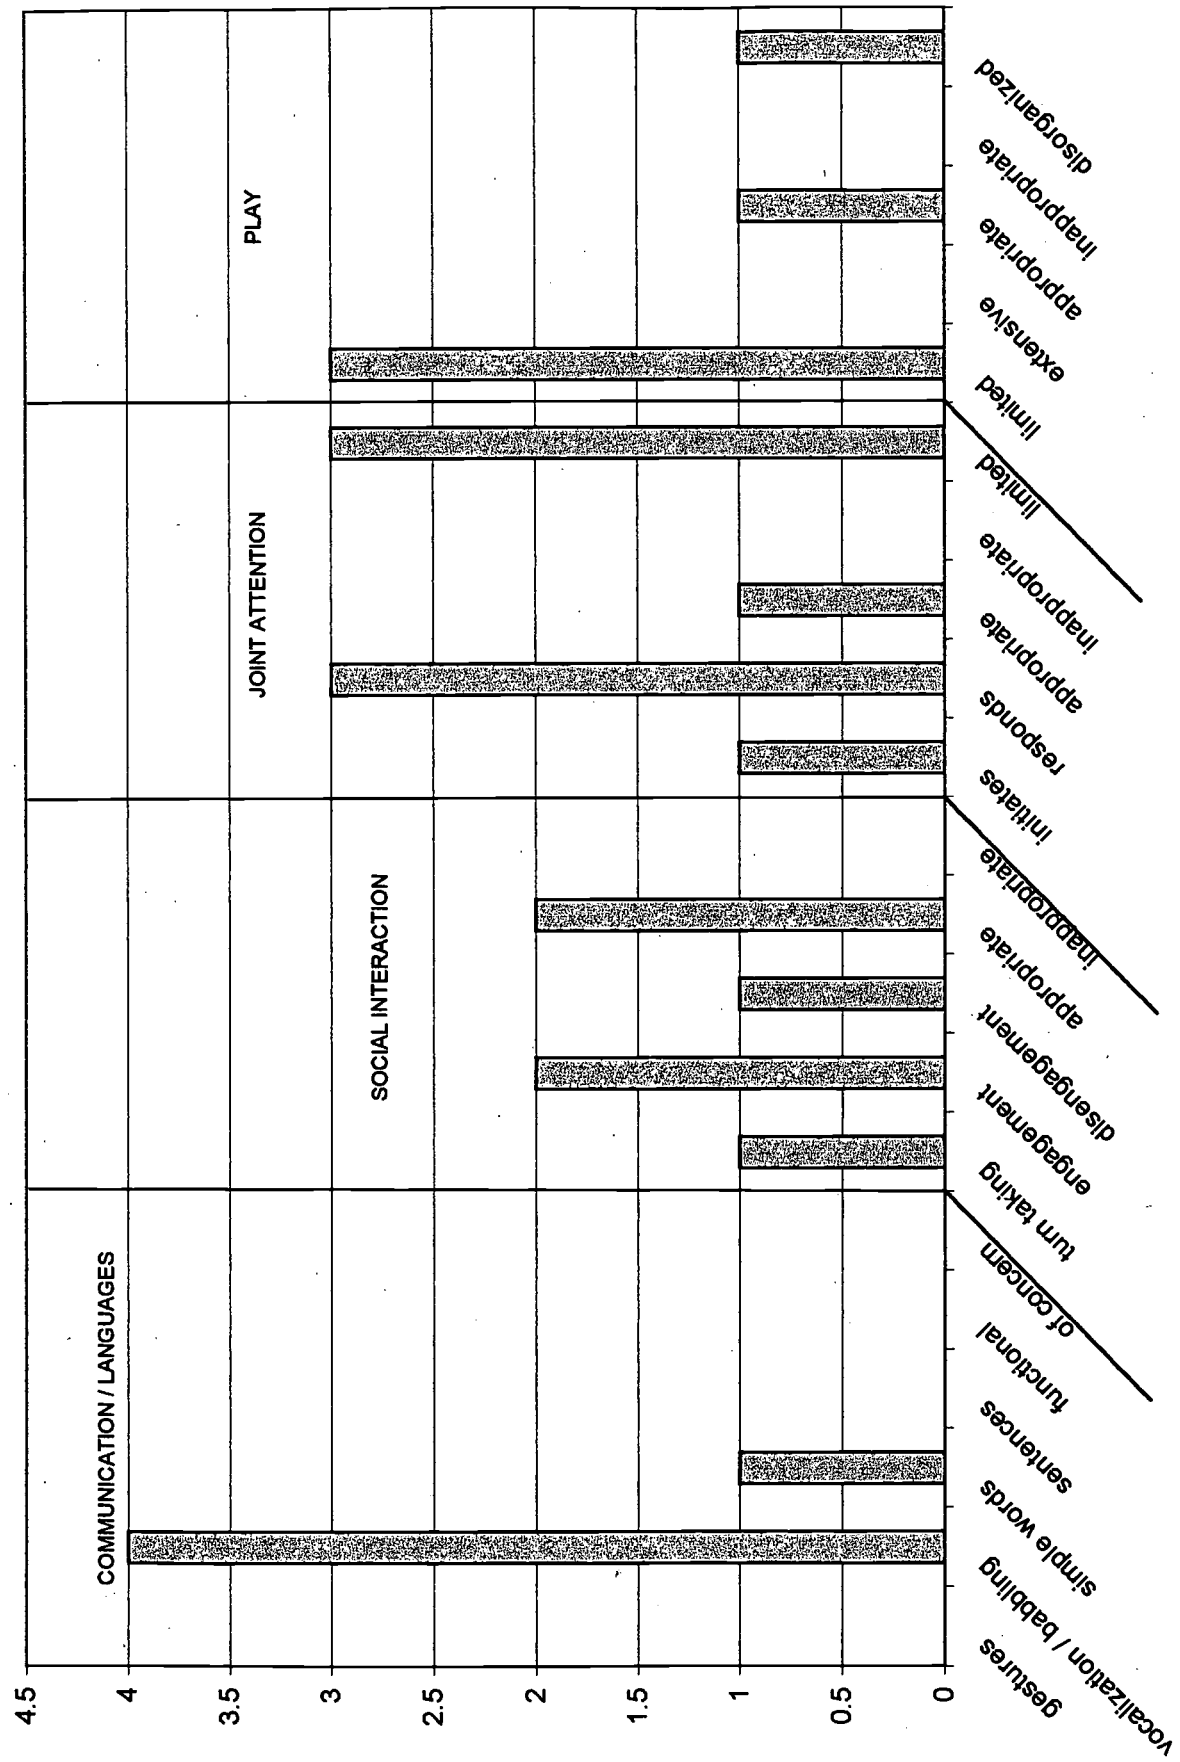 COMMUNICATION / LANGUAGES
SOCIAL INTERACTION
JOINT ATTENTION
PLAY
4.5
4
3.5
3
2.5
2
1.5
1
0.5
0
gestures
vocalization / babbling
simple words
sentences
functional
of concern
turn taking
engagement
disengagement
appropriate
inappropriate
initiates
responds
appropriate
inappropriate
limited
limited
extensive
appropriate
inappropriate
disorganized